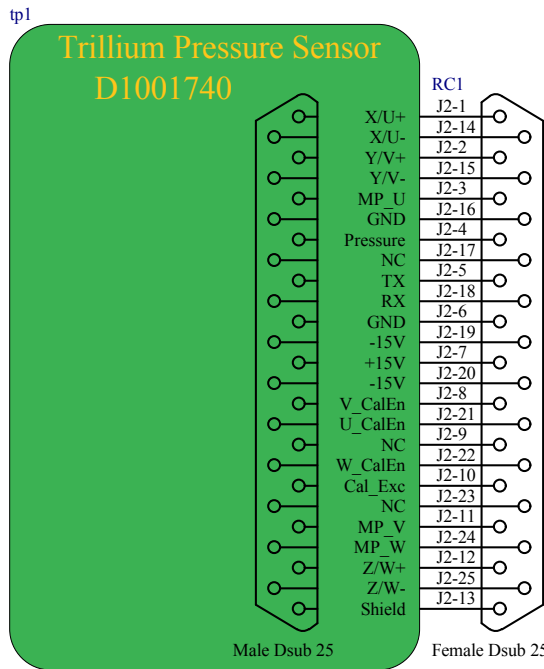 tp1
Trillium Pressure Sensor
D1001740
RC1
X/U+ J2-1
X/U- J2-14
Y/V+ J2-2
Y/V- J2-15
MP_U J2-3
GND J2-16
Pressure J2-4
NC J2-17
TX J2-5
RX J2-18
GND J2-6
-15V J2-19
+15V J2-7
-15V J2-20
V_CalEn J2-8
U_CalEn J2-21
NC J2-9
W_CalEn J2-22
Cal_Exc J2-10
NC J2-23
MP_V J2-11
MP_W J2-24
Z/W+ J2-12
Z/W- J2-25
Shield J2-13
Male Dsub 25 Female Dsub 25